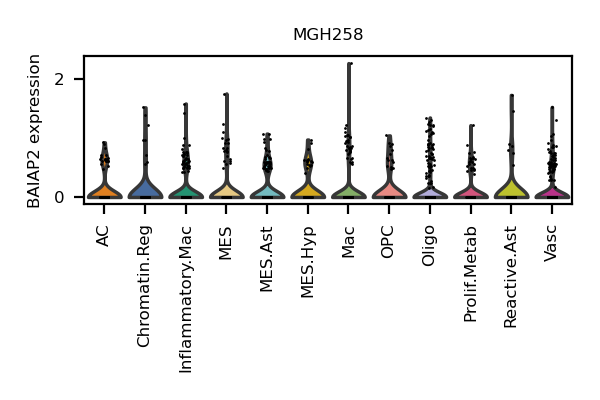 MGH258
BAIAP2 expression
2
0
AC
Chromatin.Reg
Inflammatory.Mac
MES
MES.Ast
MES.Hyp
Mac
OPC
Oligo
Prolif.Metab
Reactive.Ast
Vasc